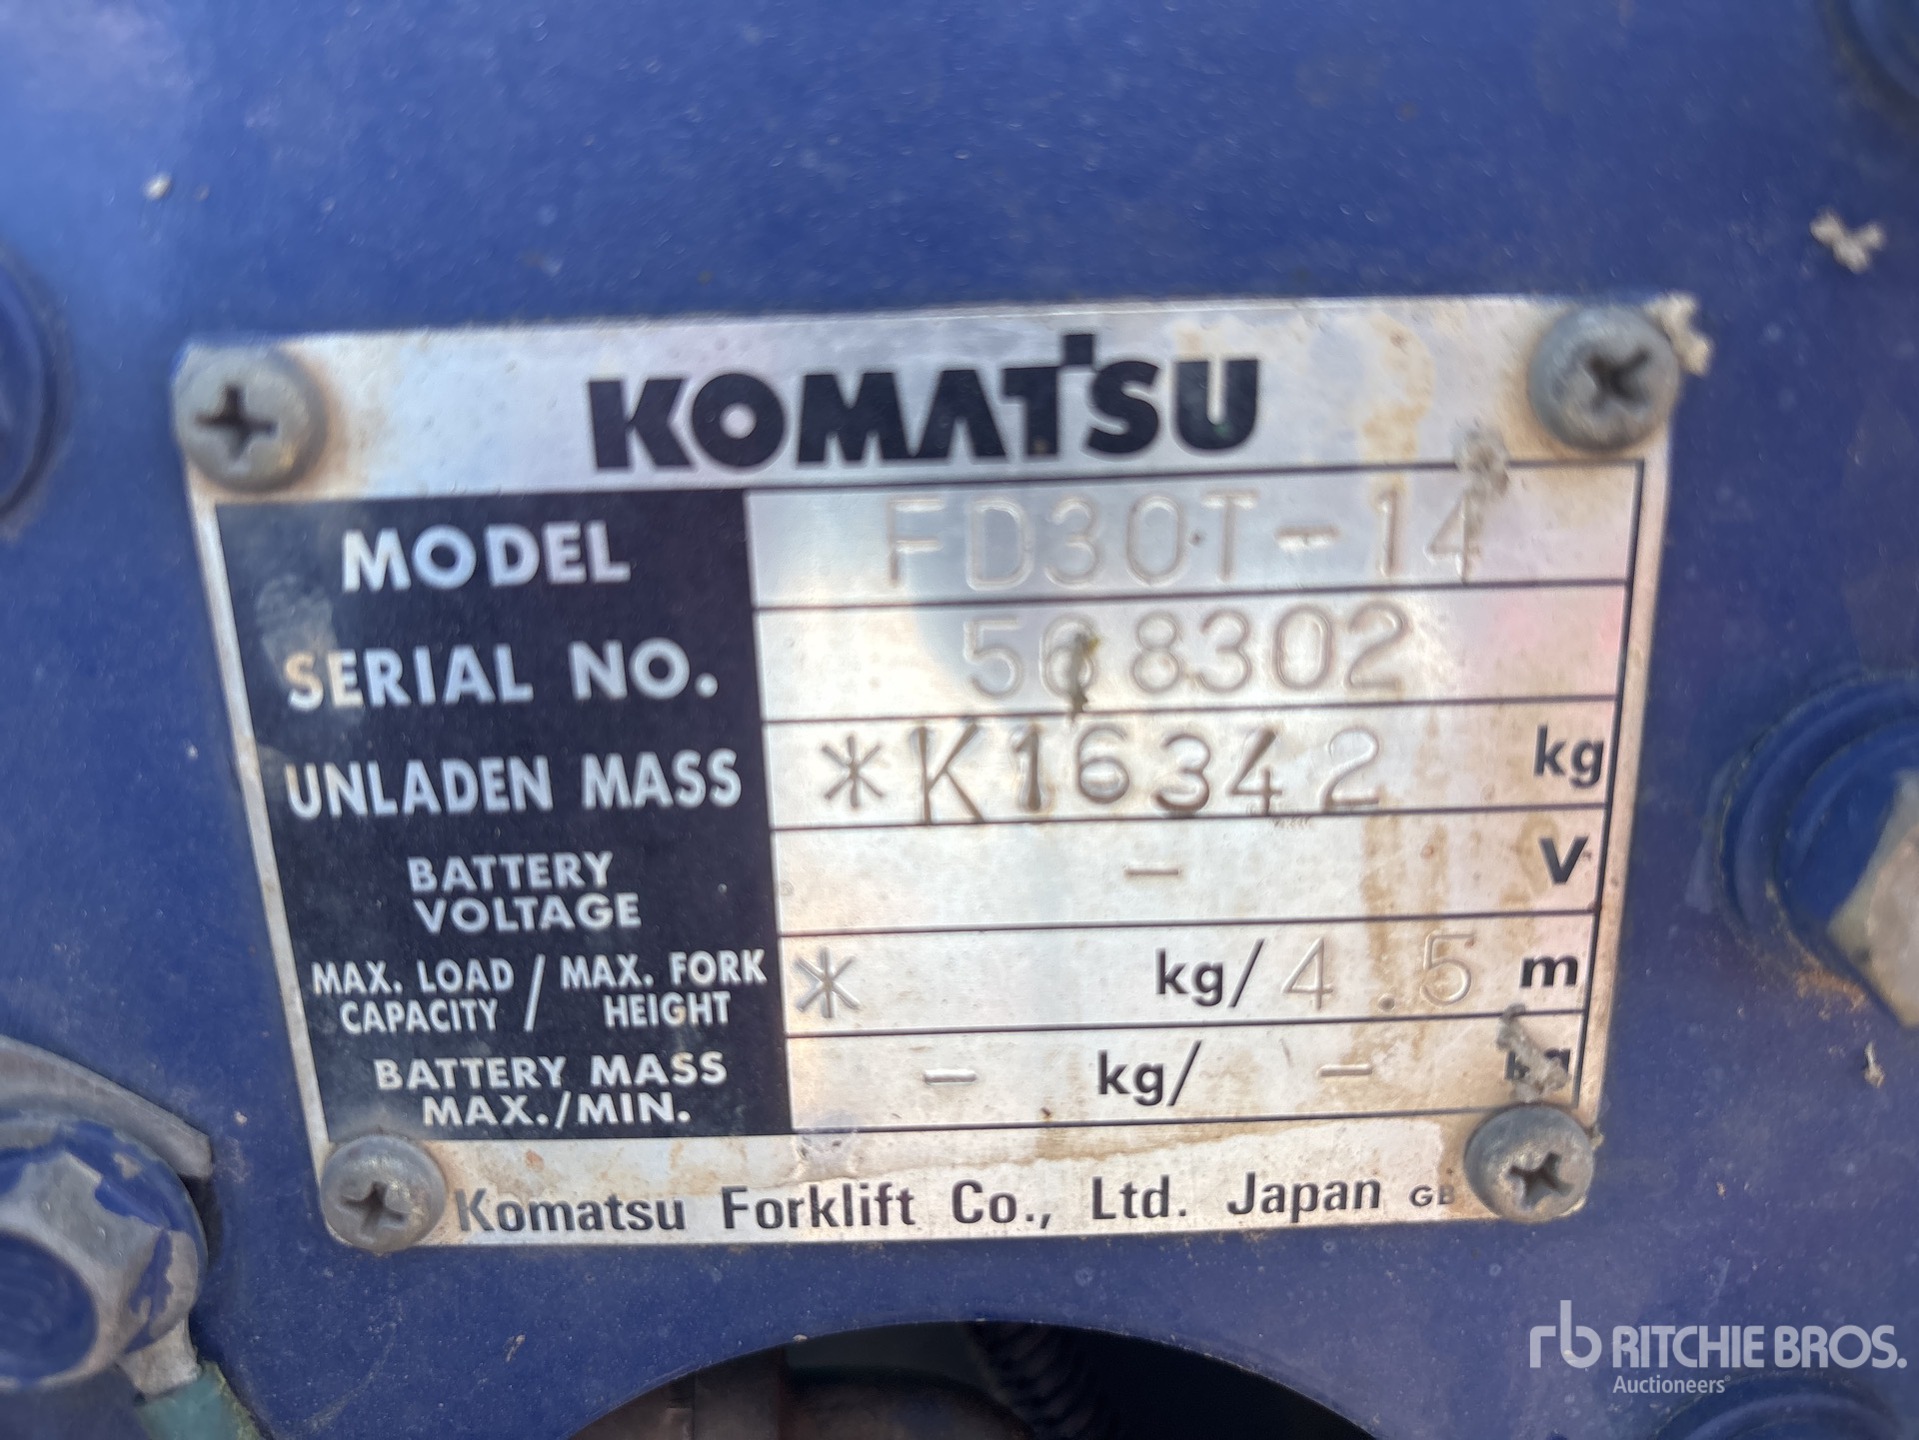 KOMATSU
MODEL FD30T-14
SERIAL NO. 568302
UNLADEN MASS *K16342 kg
BATTERY VOLTAGE - V
MAX. LOAD CAPACITY / MAX. FORK HEIGHT * kg/ 4.5 m
BATTERY MASS MAX./MIN. - kg/ - kg
Komatsu Forklift Co., Ltd. Japan GB
rb RITCHIE BROS.
Auctioneers